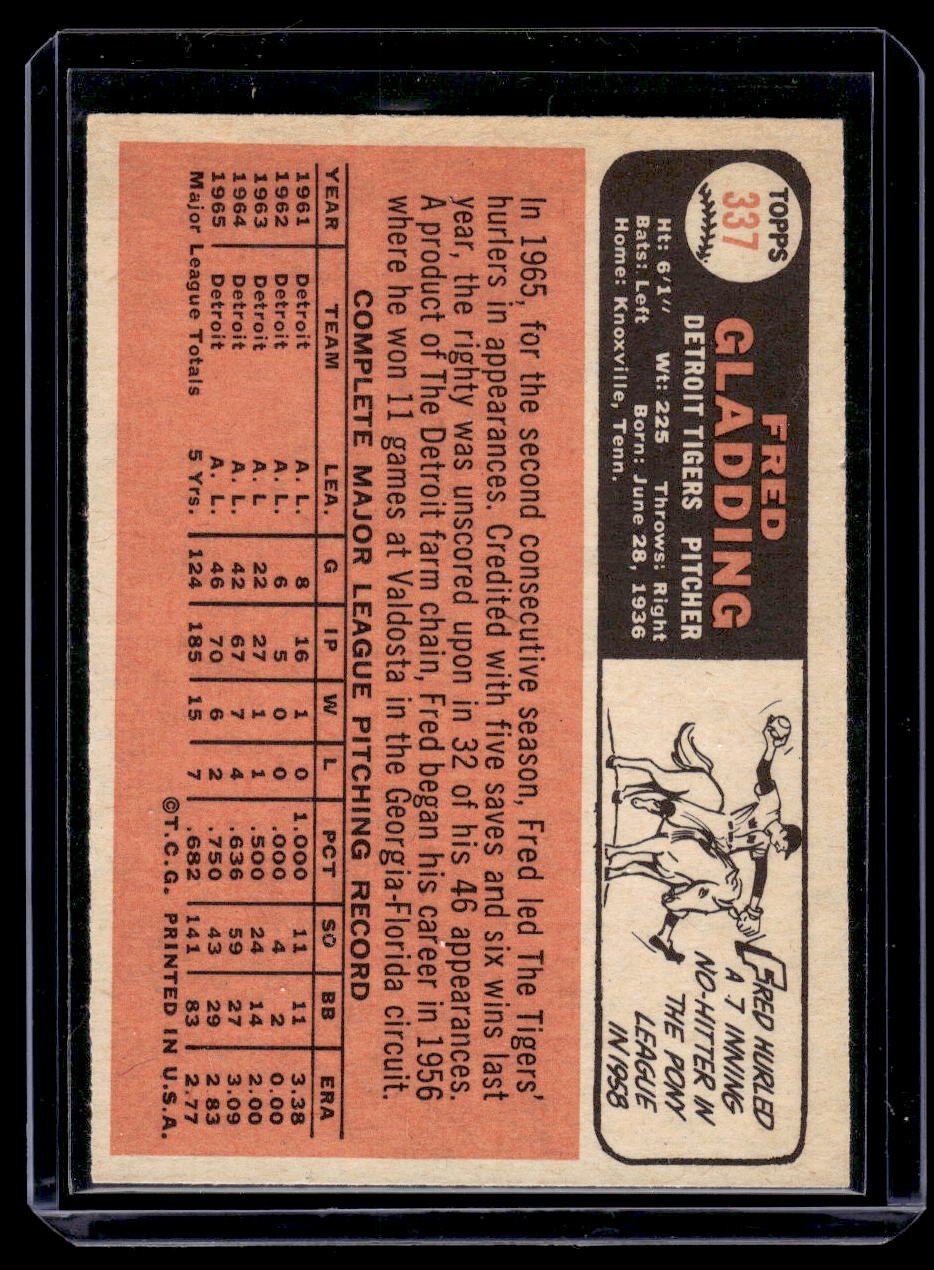 TOPPS
337
FRED
GLADDING
DETROIT TIGERS PITCHER
Ht: 6'1" Wt: 225 Throws: Right
Bats: Left Born: June 28, 1936
Home: Knoxville, Tenn.
FRED HURLED
A 7 INNING
NO-HITTER IN
THE PONY
LEAGUE
IN 1958
In 1965, for the second consecutive season, Fred led The Tigers'
hurlers in appearances. Credited with five saves and six wins last
year, the righty was unscored upon in 32 of his 46 appearances.
A product of The Detroit farm chain, Fred began his career in 1956
where he won 11 games at Valdosta in the Georgia-Florida circuit.
COMPLETE MAJOR LEAGUE PITCHING RECORD
YEAR TEAM LEA. G IP W L PCT SO BB ERA
1961 Detroit A. L. 8 16 1 0 1.000 11 11 3.38
1962 Detroit A. L. 6 5 0 0 .000 4 2 0.00
1963 Detroit A. L 22 27 1 1 .500 24 14 2.00
1964 Detroit A. L. 42 67 7 4 .636 59 27 3.09
1965 Detroit A. L. 46 70 6 2 .750 43 29 2.83
Major League Totals 5 Yrs. 124 185 15 7 .682 141 83 2.77
©T.C.G. PRINTED IN U.S.A.